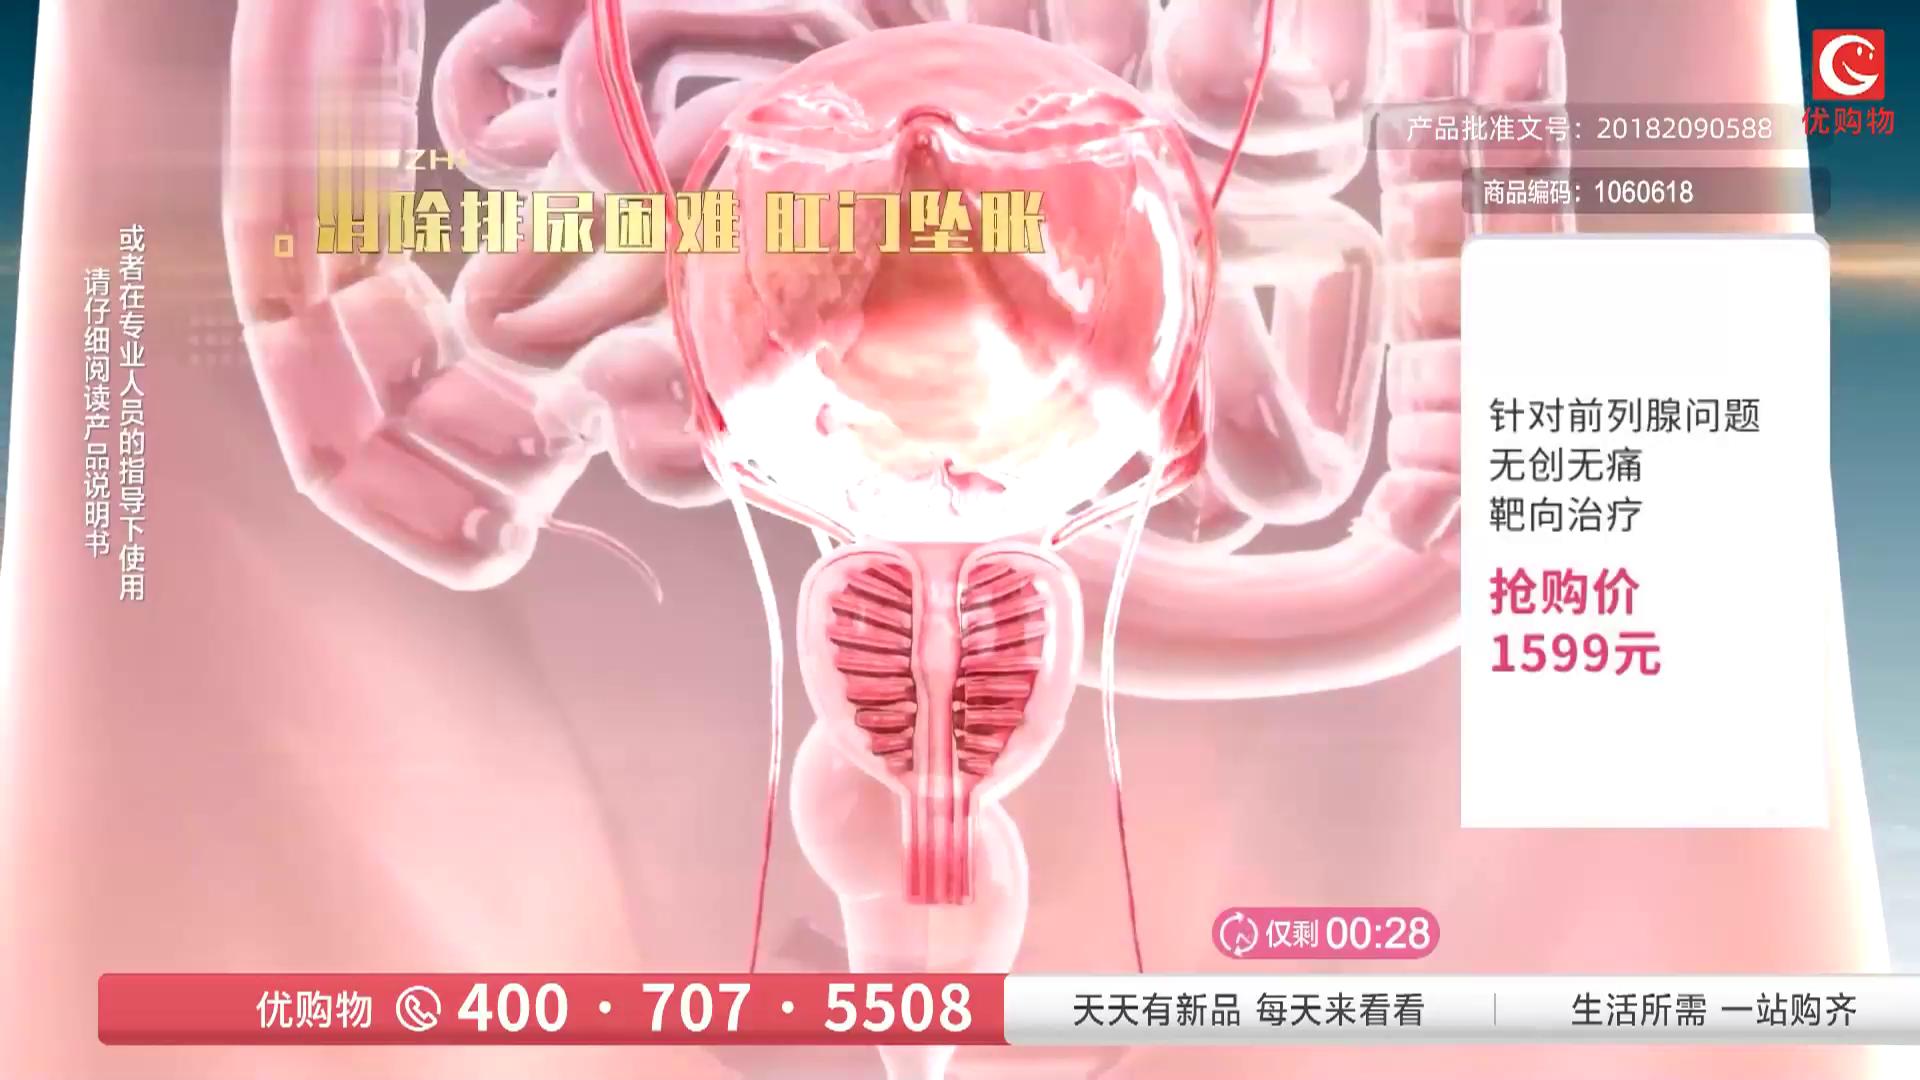 优购物
产品批准文号：20182090588
商品编码：1060618
消除排尿困难 肛门坠胀
请仔细阅读产品说明书
或者在专业人员的指导下使用
针对前列腺问题
无创无痛
靶向治疗
抢购价
1599元
仅剩 00:28
优购物 400·707·5508
天天有新品 每天来看看
生活所需 一站购齐